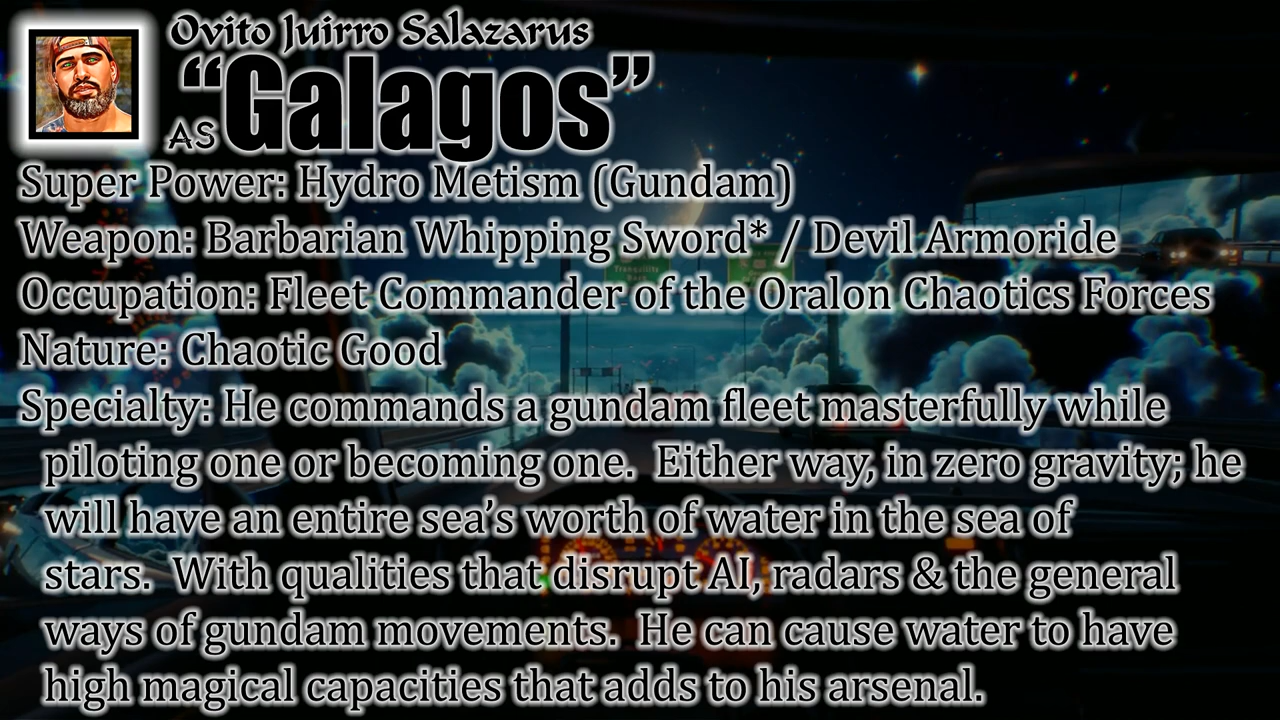 Ovito Juirro Salazarus
AS “Galagos”
Super Power: Hydro Metism (Gundam)
Weapon: Barbarian Whipping Sword* / Devil Armoride
Occupation: Fleet Commander of the Oralon Chaotics Forces
Nature: Chaotic Good
Specialty: He commands a gundam fleet masterfully while
piloting one or becoming one.  Either way, in zero gravity; he
will have an entire sea’s worth of water in the sea of
stars.  With qualities that disrupt AI, radars & the general
ways of gundam movements.  He can cause water to have
high magical capacities that adds to his arsenal.
Tranquility